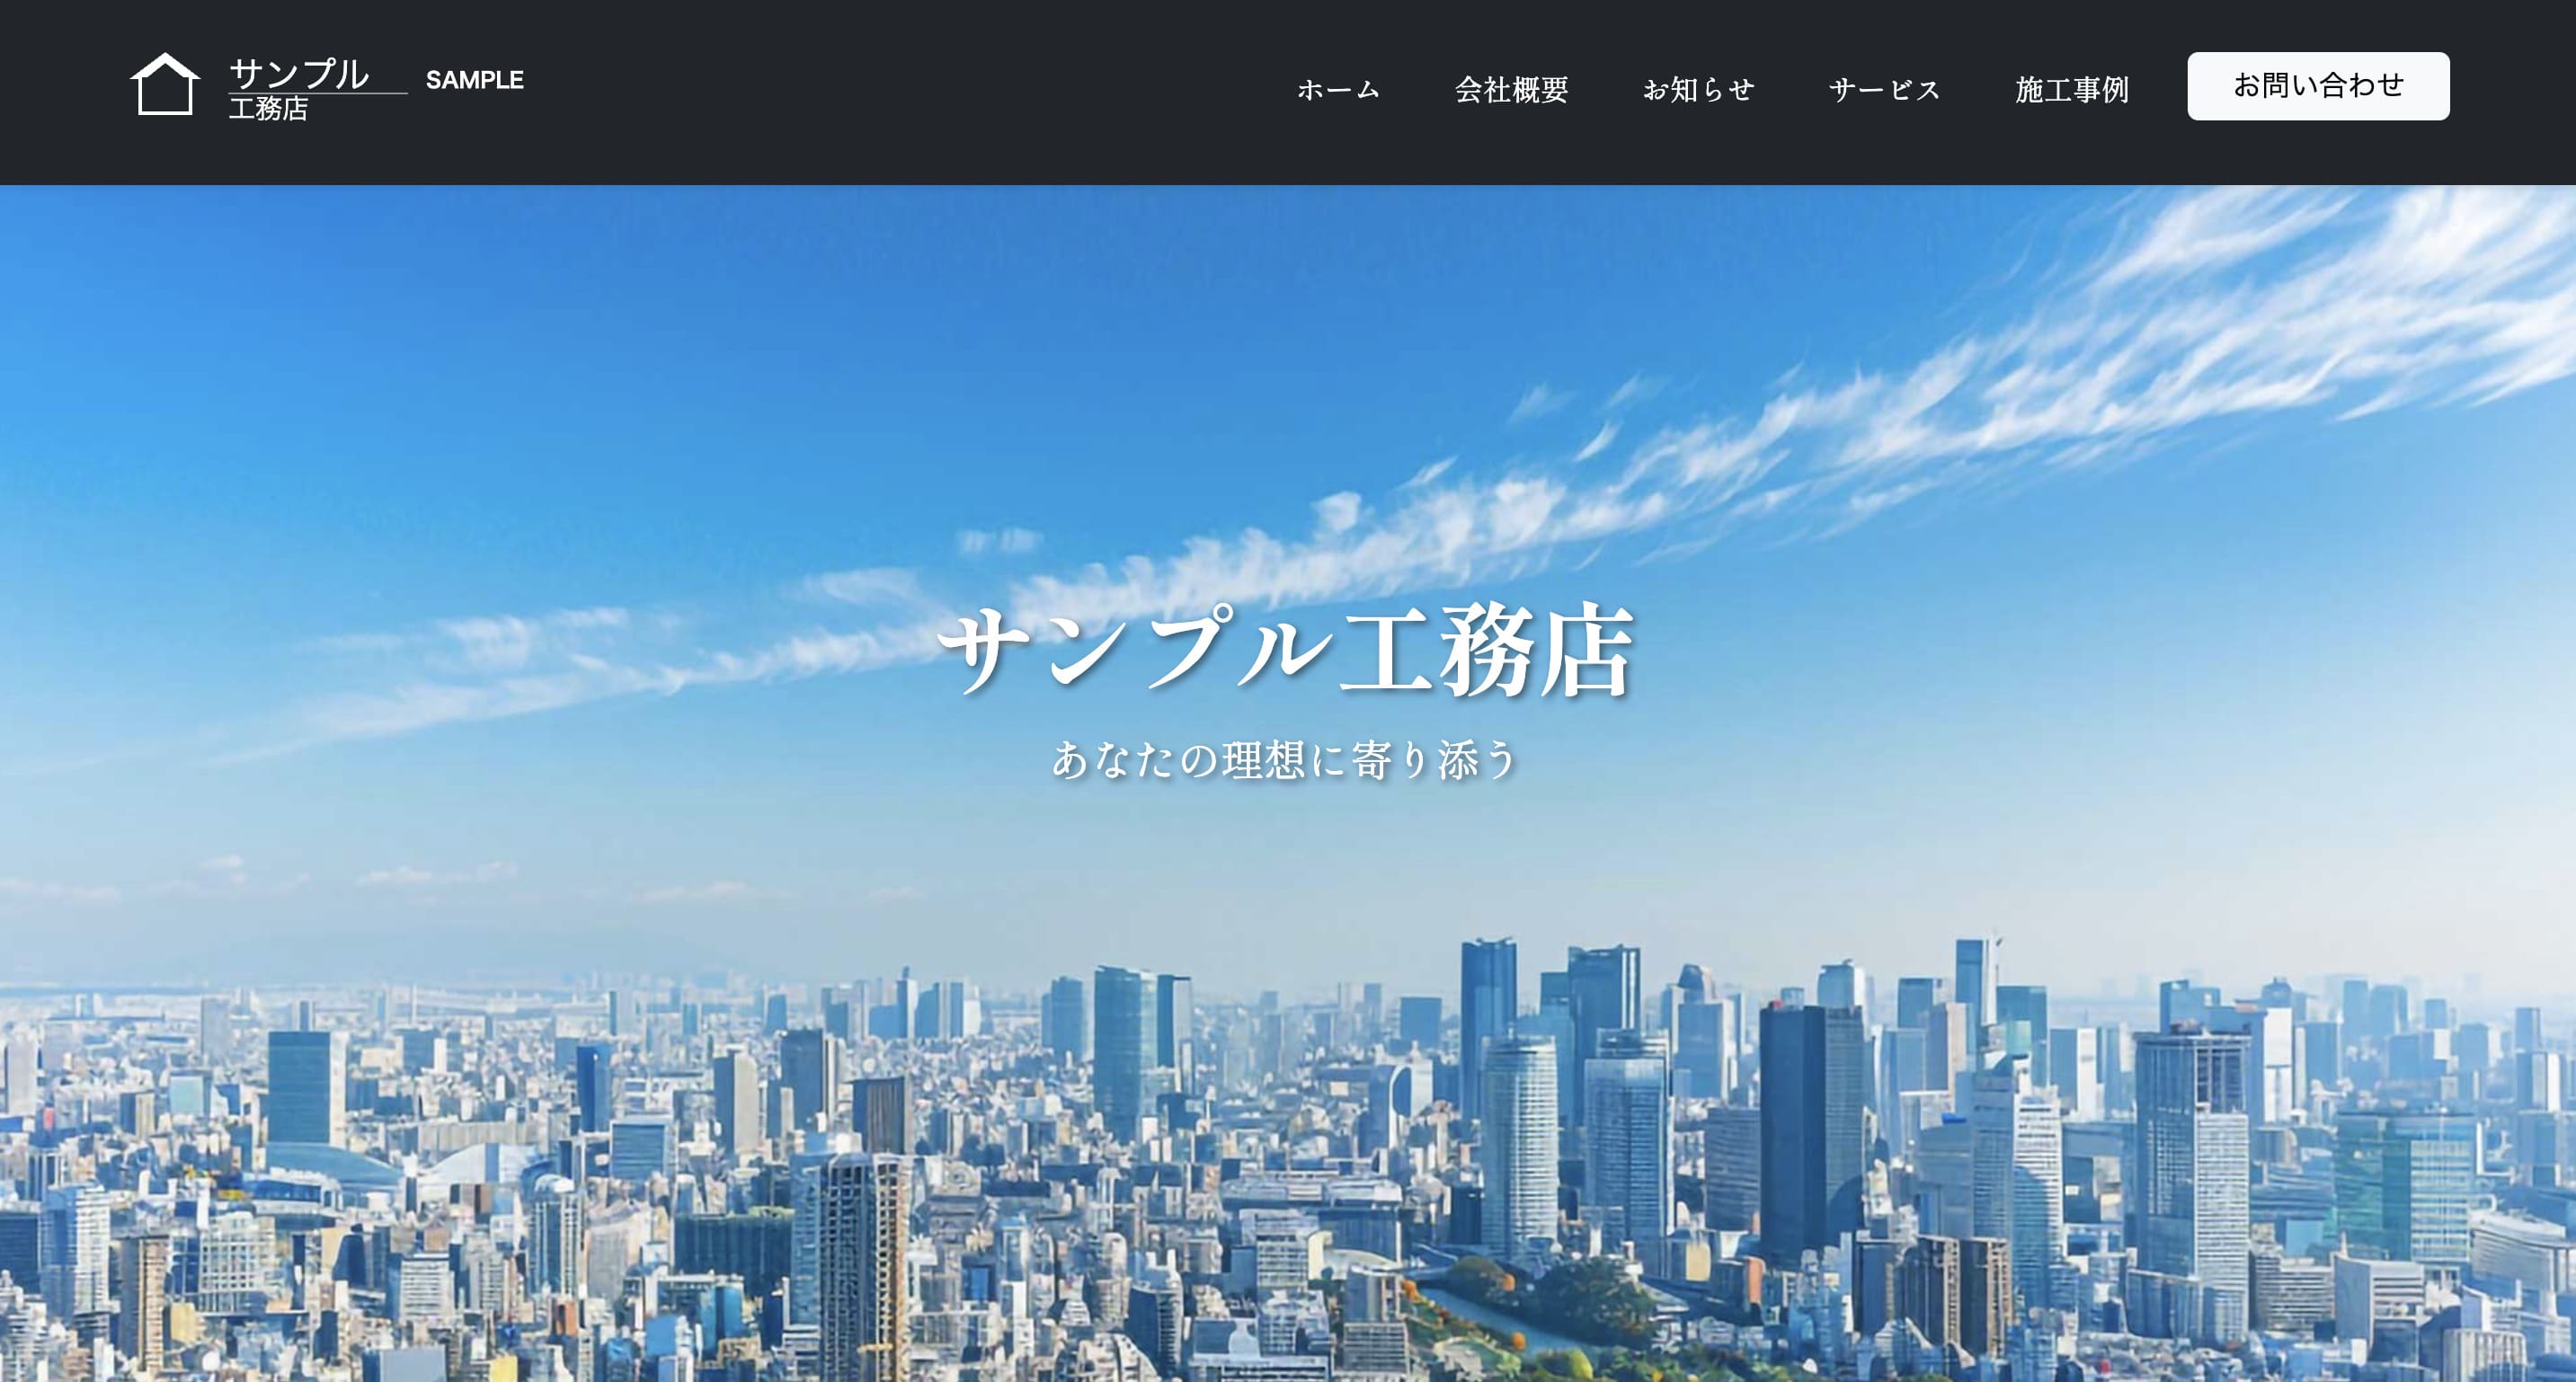 サンプル
工務店
SAMPLE
ホーム
会社概要
お知らせ
サービス
施工事例
お問い合わせ
サンプル工務店
あなたの理想に寄り添う